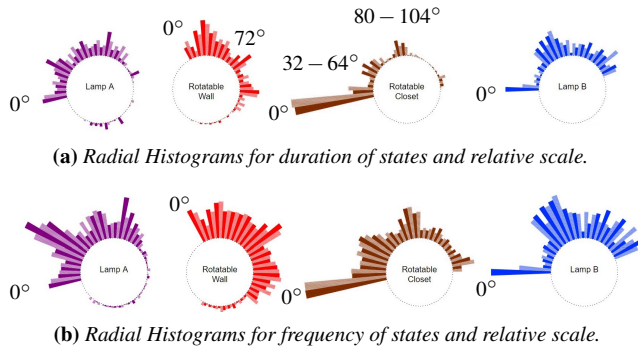 0° 72° 32 – 64° 80 – 104°
0° Lamp A Rotatable Wall 0° Rotatable Closet 0° Lamp B
(a) Radial Histograms for duration of states and relative scale.
0°
0° Lamp A Rotatable Wall 0° Rotatable Closet 0° Lamp B
(b) Radial Histograms for frequency of states and relative scale.